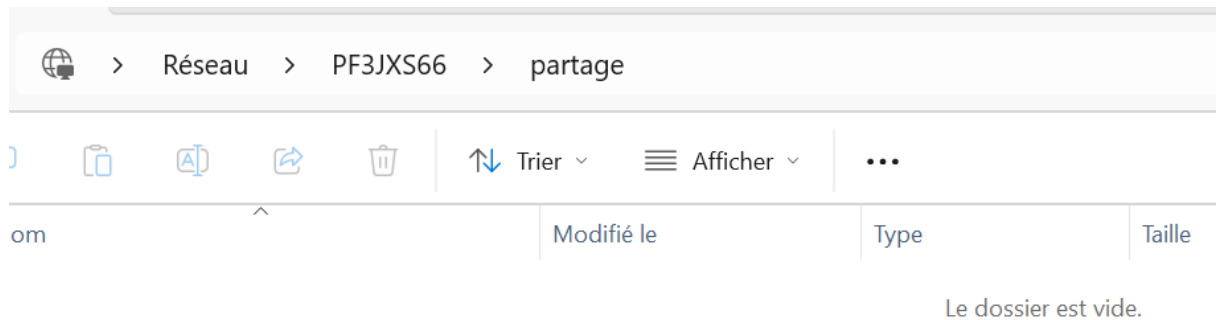 Réseau > PF3JXS66 > partage
Trier Afficher
om Modifié le Type Taille
Le dossier est vide.